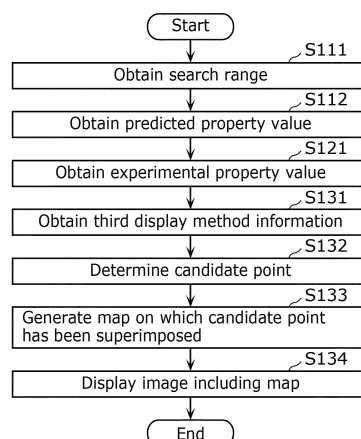 Start
S111
Obtain search range
S112
Obtain predicted property value
S121
Obtain experimental property value
S131
Obtain third display method information
S132
Determine candidate point
S133
Generate map on which candidate point
has been superimposed
S134
Display image including map
End